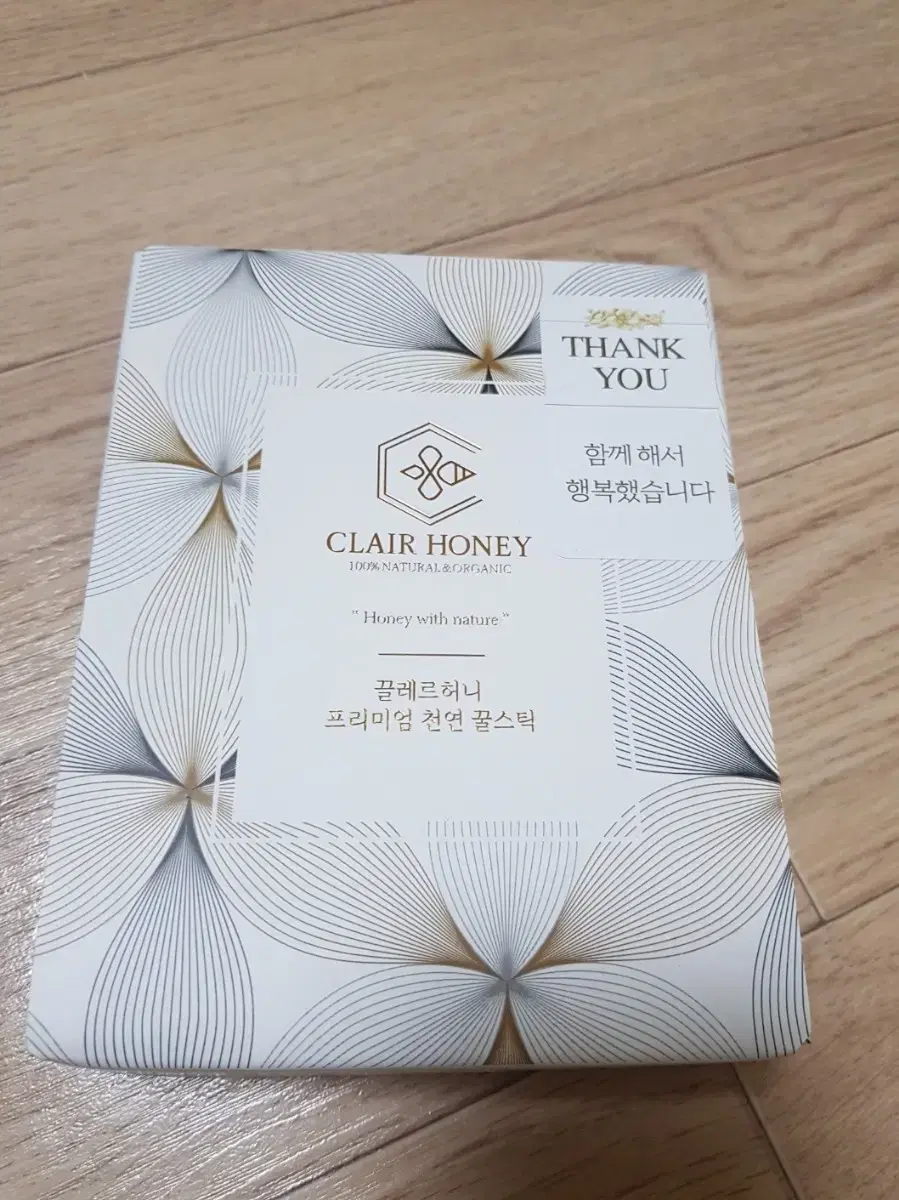 THANK
YOU
함께 해서
행복했습니다
CLAIR HONEY
100% NATURAL & ORGANIC
“ Honey with nature ”
끌레르허니
프리미엄 천연 꿀스틱